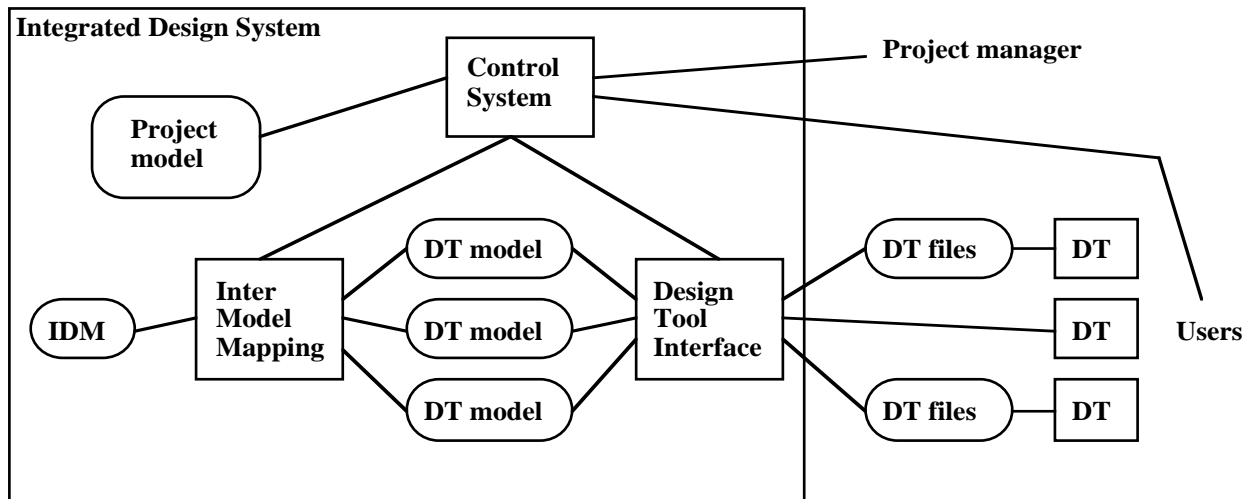 Integrated Design System
Project manager
Control
System
Project
model
DT model
DT files
DT
Inter
Model
Mapping
Design
Tool
Interface
IDM
DT model
DT
Users
DT model
DT files
DT